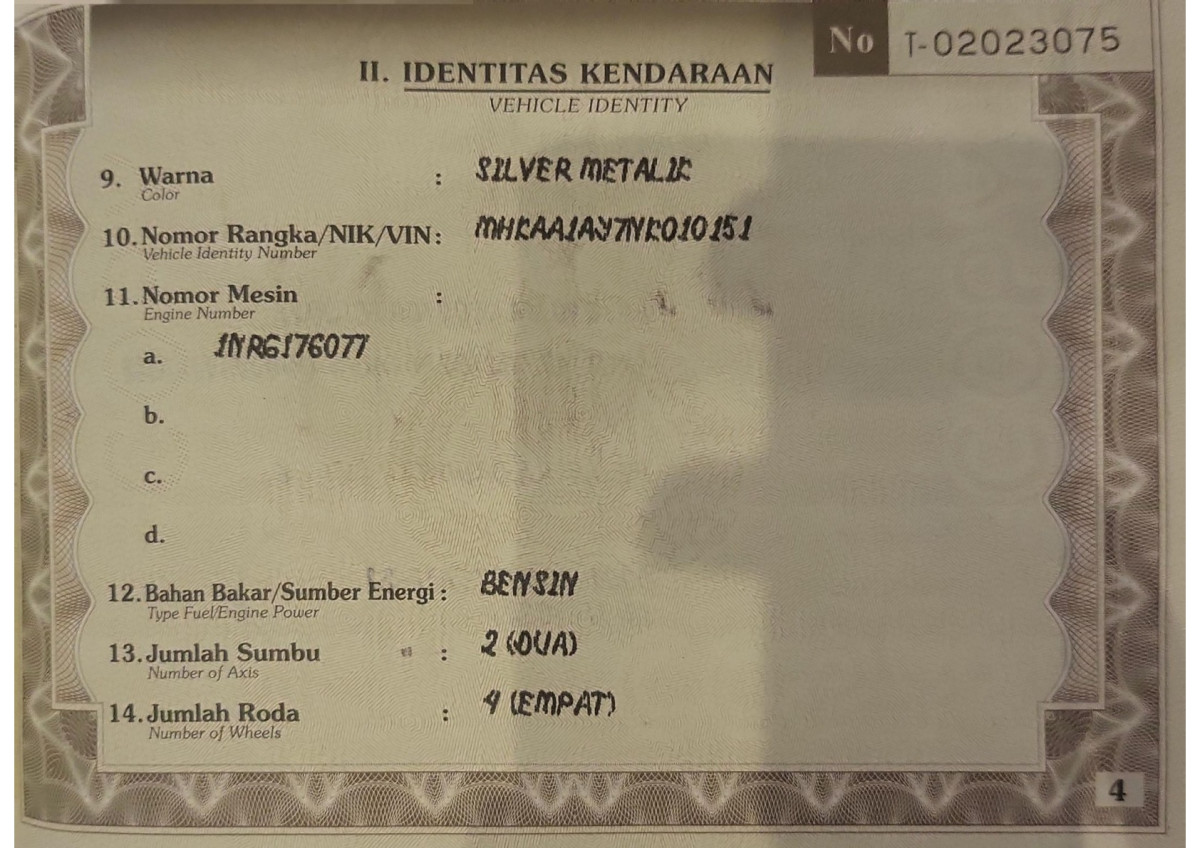 No T-02023075
II. IDENTITAS KENDARAAN
VEHICLE IDENTITY
9. Warna : SILVER METALIK
Color
10. Nomor Rangka/NIK/VIN: MHKAA1AY7NK010151
Vehicle Identity Number
11. Nomor Mesin :
Engine Number
a. 1NRG176077
b.
c.
d.
12. Bahan Bakar/Sumber Energi : BENSIN
Type Fuel/Engine Power
13. Jumlah Sumbu : 2 (DUA)
Number of Axis
14. Jumlah Roda : 4 (EMPAT)
Number of Wheels
4